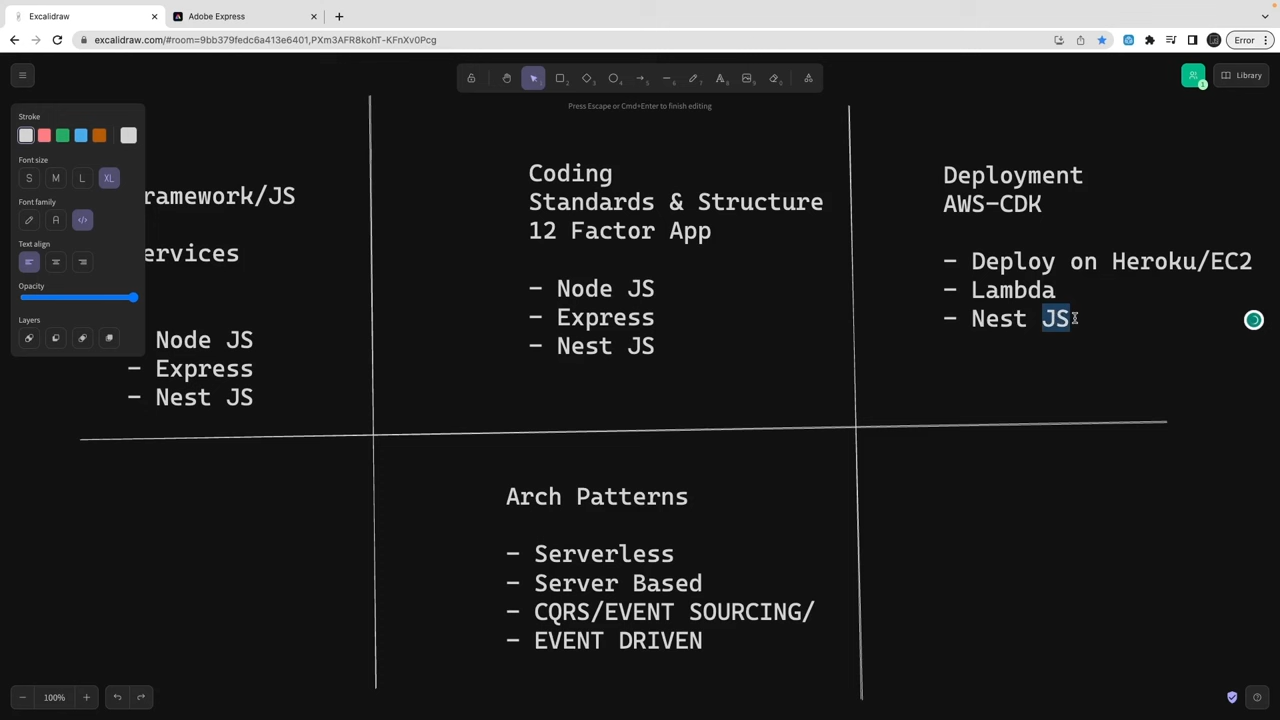 Excalidraw
Adobe Express
excalidraw.com/#room=9bb379fedc6a413e6401,PXm3AFR8kohT-KFnXv0Pcg
Error
Library
Press Escape or Cmd+Enter to finish editing
Stroke
Font size
S M L XL
Font family
A
Text align
Opacity
Layers
ramework/JS
ervices
Node JS
- Express
- Nest JS
Coding
Standards & Structure
12 Factor App
- Node JS
- Express
- Nest JS
Deployment
AWS-CDK
- Deploy on Heroku/EC2
- Lambda
- Nest JS
Arch Patterns
- Serverless
- Server Based
- CQRS/EVENT SOURCING/
- EVENT DRIVEN
100%